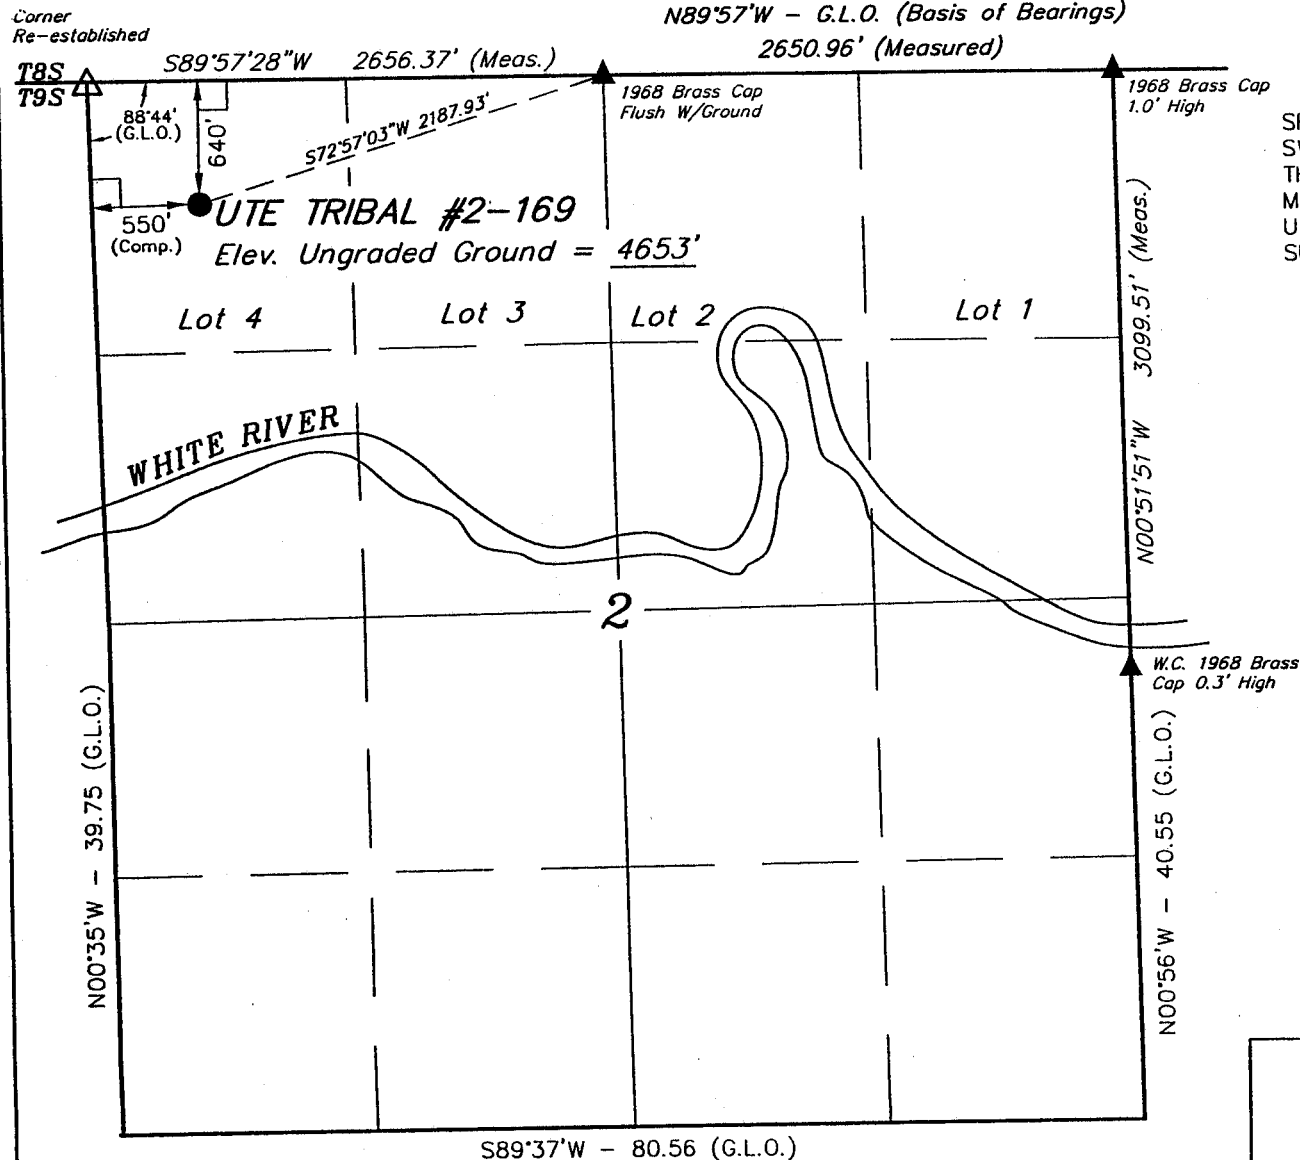 Corner
Re-established
N89°57'W – G.L.O. (Basis of Bearings)
2650.96' (Measured)
S89°57'28"W 2656.37' (Meas.)
T8S
T9S
88°44'
(G.L.O.)
640'
S72°57'03"W 2187.93'
1968 Brass Cap
Flush W/Ground
1968 Brass Cap
1.0' High
550'
(Comp.)
UTE TRIBAL #2-169
Elev. Ungraded Ground = 4653'
Lot 4
Lot 3
Lot 2
Lot 1
N00°51'51"W 3099.51' (Meas.)
WHITE RIVER
2
W.C. 1968 Brass
Cap 0.3' High
N00°35'W – 39.75 (G.L.O.)
N00°56'W – 40.55 (G.L.O.)
S89°37'W – 80.56 (G.L.O.)